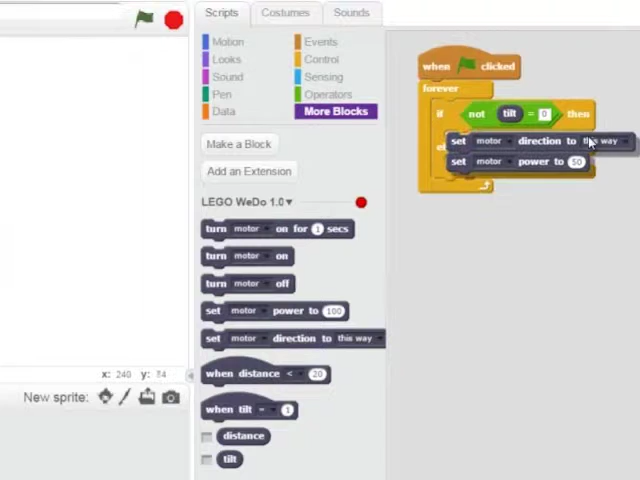 Scripts Costumes Sounds
Motion Events
Looks Control
Sound Sensing
Pen Operators
Data More Blocks
Make a Block
Add an Extension
LEGO WeDo 1.0
turn motor on for 1 secs
turn motor on
turn motor off
set motor power to 100
set motor direction to this way
when distance < 20
when tilt = 1
distance
tilt
x: 240 y:
New sprite:
when clicked
forever
if not tilt = 0 then
set motor direction to this way
set motor power to 50